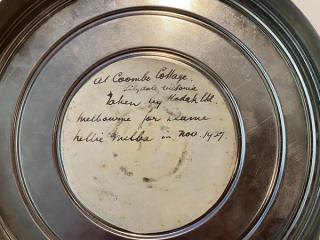 At Coombe Cottage.
Lilydale Victoria
Taken by Kodak Ltd.
Melbourne for Dame
Nellie Melba in Nov. 1927.